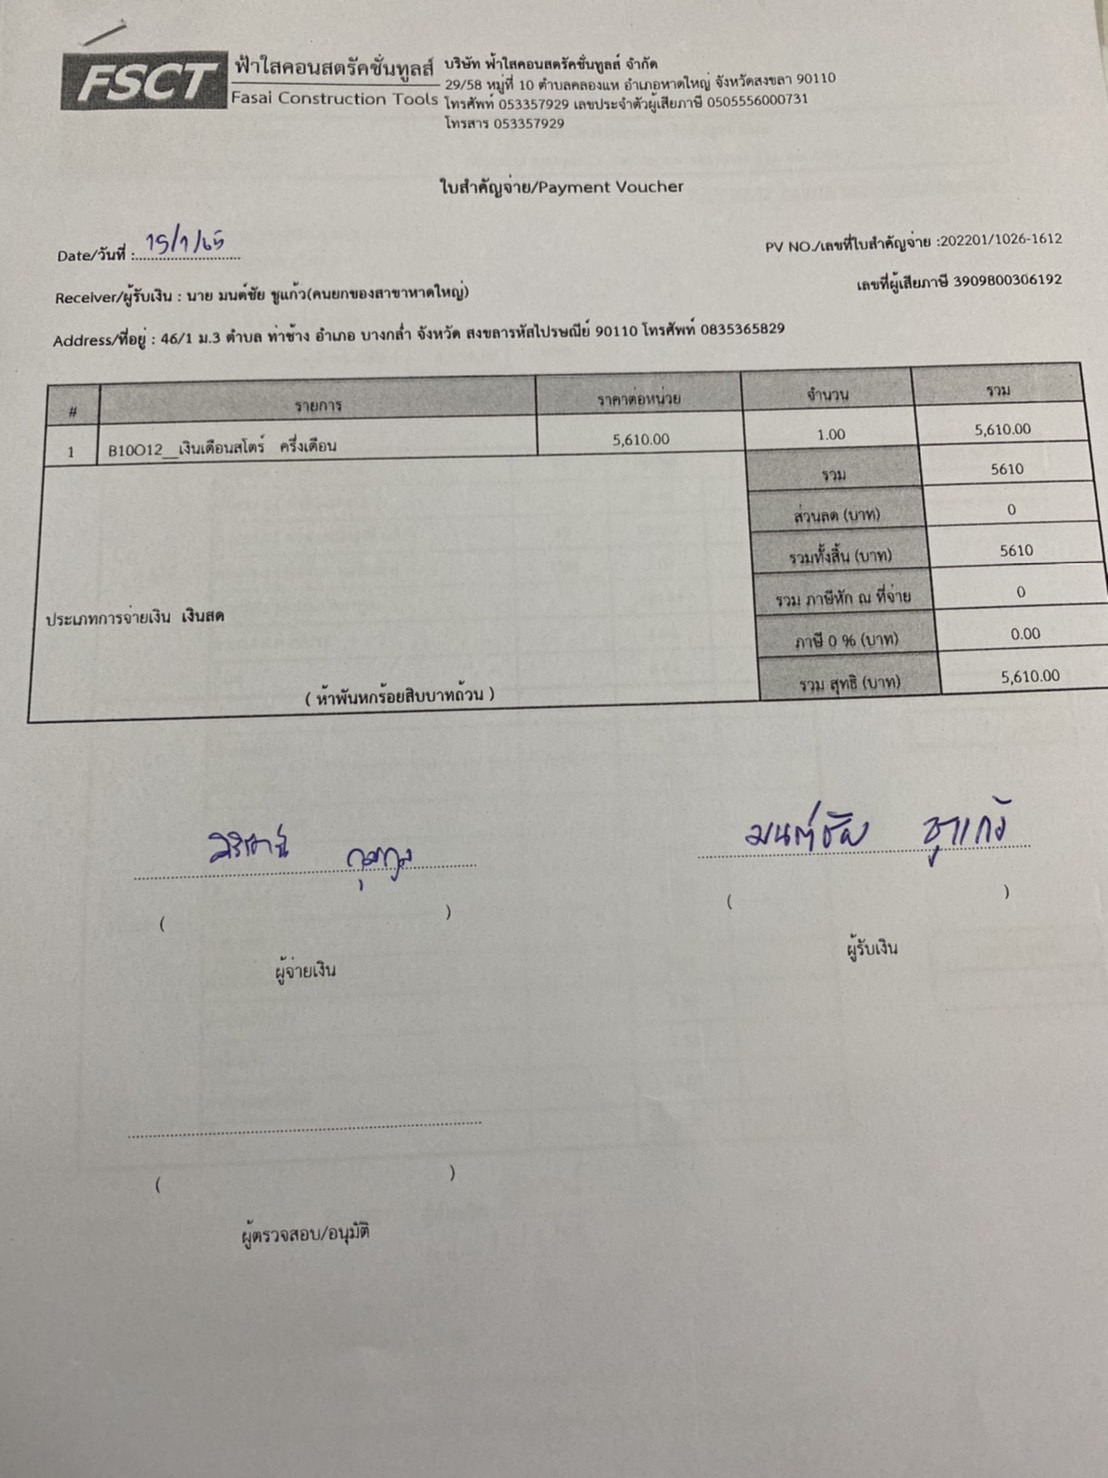 FSCT
ฟ้าใสคอนสตรัคชั่นทูลส์
Fasai Construction Tools
บริษัท ฟ้าใสคอนสตรัคชั่นทูลส์ จำกัด
29/58 หมู่ที่ 10 ตำบลคลองแห อำเภอหาดใหญ่ จังหวัดสงขลา 90110
โทรศัพท์ 053357929 เลขประจำตัวผู้เสียภาษี 0505556000731
โทรสาร 053357929
ใบสำคัญจ่าย/Payment Voucher
Date/วันที่ : 15/1/65
PV NO./เลขที่ใบสำคัญจ่าย :202201/1026-1612
Receiver/ผู้รับเงิน : นาย มนต์ชัย ชูแก้ว(คนยกของสาขาหาดใหญ่)
เลขที่ผู้เสียภาษี 3909800306192
Address/ที่อยู่ : 46/1 ม.3 ตำบล ท่าช้าง อำเภอ บางกล่ำ จังหวัด สงขลารหัสไปรษณีย์ 90110 โทรศัพท์ 0835365829
# รายการ ราคาต่อหน่วย จำนวน รวม
1 B10O12__เงินเดือนสโตร์ ครึ่งเดือน 5,610.00 1.00 5,610.00
รวม 5610
ส่วนลด (บาท) 0
รวมทั้งสิ้น (บาท) 5610
รวม ภาษีหัก ณ ที่จ่าย 0
ประเภทการจ่ายเงิน เงินสด
ภาษี 0 % (บาท) 0.00
( ห้าพันหกร้อยสิบบาทถ้วน )
รวม สุทธิ (บาท) 5,610.00
มนต์ชัย ชูแก้ว
( )
( )
ผู้จ่ายเงิน
ผู้รับเงิน
( )
ผู้ตรวจสอบ/อนุมัติ